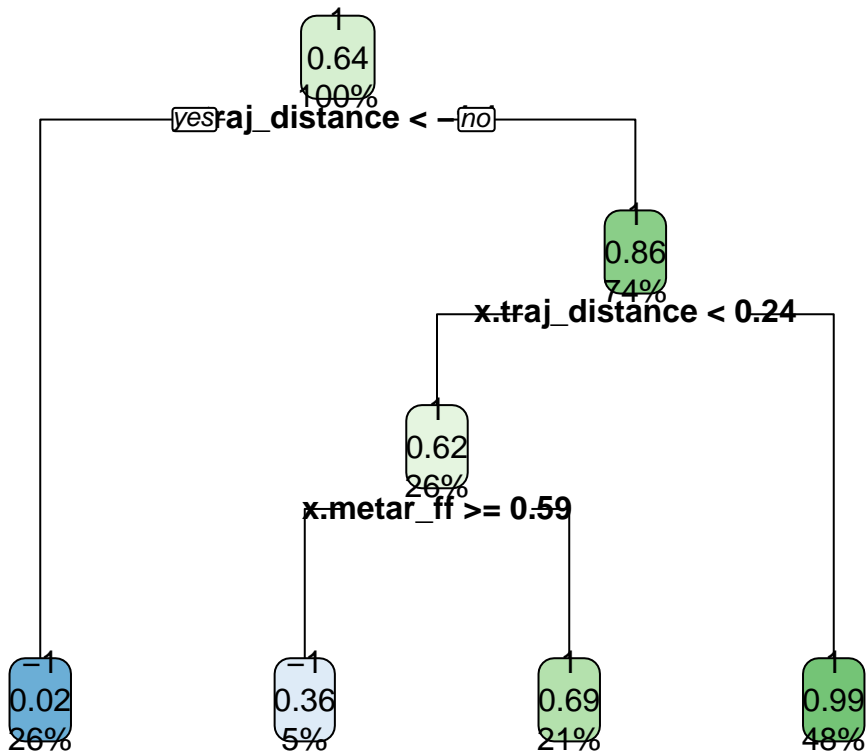 1
0.64
100%
yes raj_distance < − no
1
0.86
74%
x.traj_distance < 0.24
1
0.62
26%
x.metar_ff >= 0.59
−1 −1 1 1
0.02 0.36 0.69 0.99
26% 5% 21% 48%